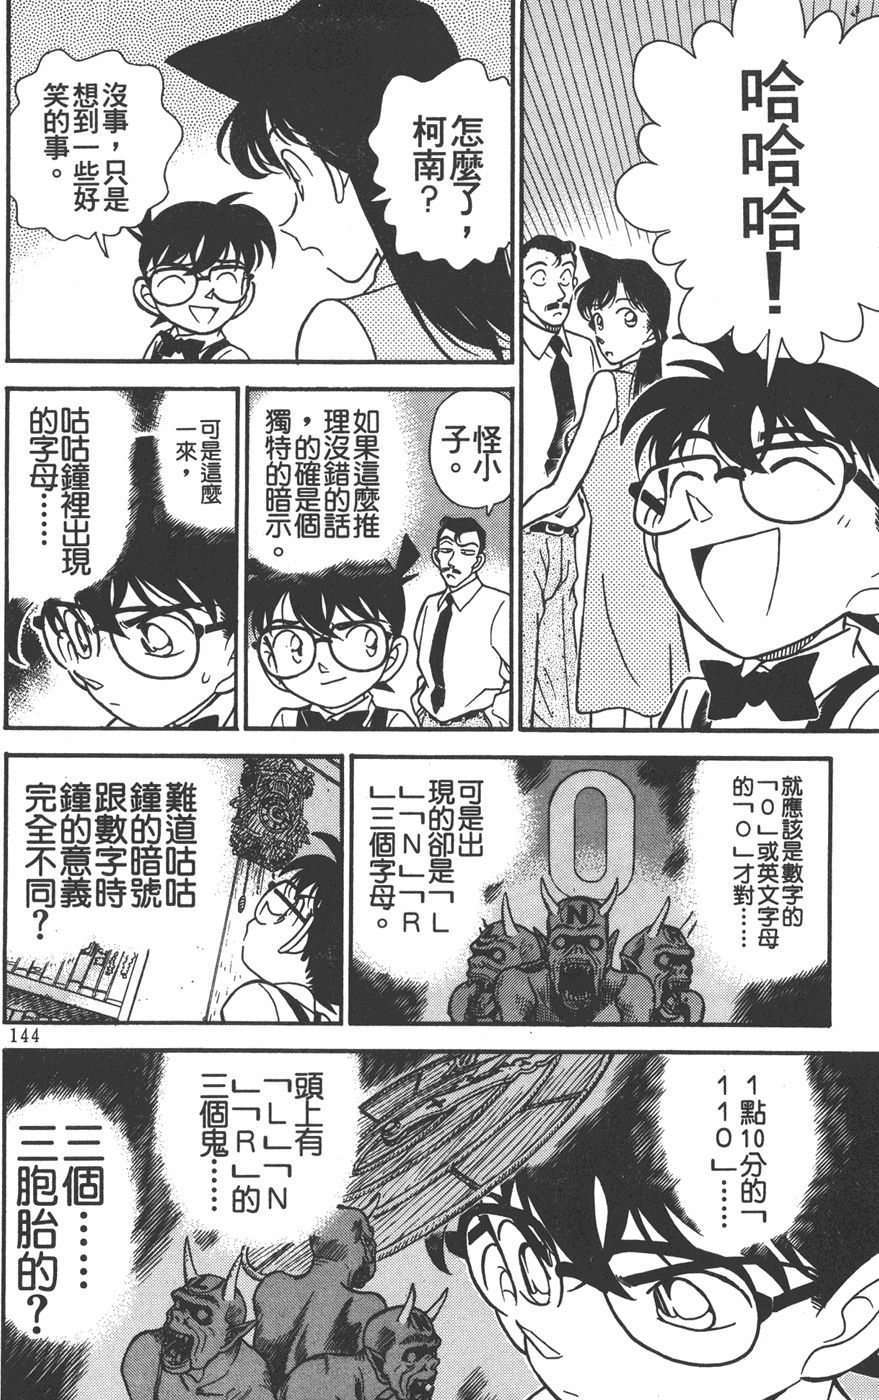 哈哈哈！
怎麼了，
柯南？
沒事，只是
想到一些好
笑的事。
怪小
子。
如果這麼推
理沒錯的話
，的確是個
獨特的暗示。
可是這麼
一來，
咕咕鐘裡出現
的字母……
就應該是數字的
「0」或英文字母
的「O」才對……
0
N
可是出
現的卻是「L
」「N」「R
」三個字母。
難道咕咕
鐘的暗號
跟數字時
鐘的意義
完全不同？
144
1點10分的「
110」……
頭上有
「L」「N
」「R」的
三個鬼……
三個……
三胞胎的？